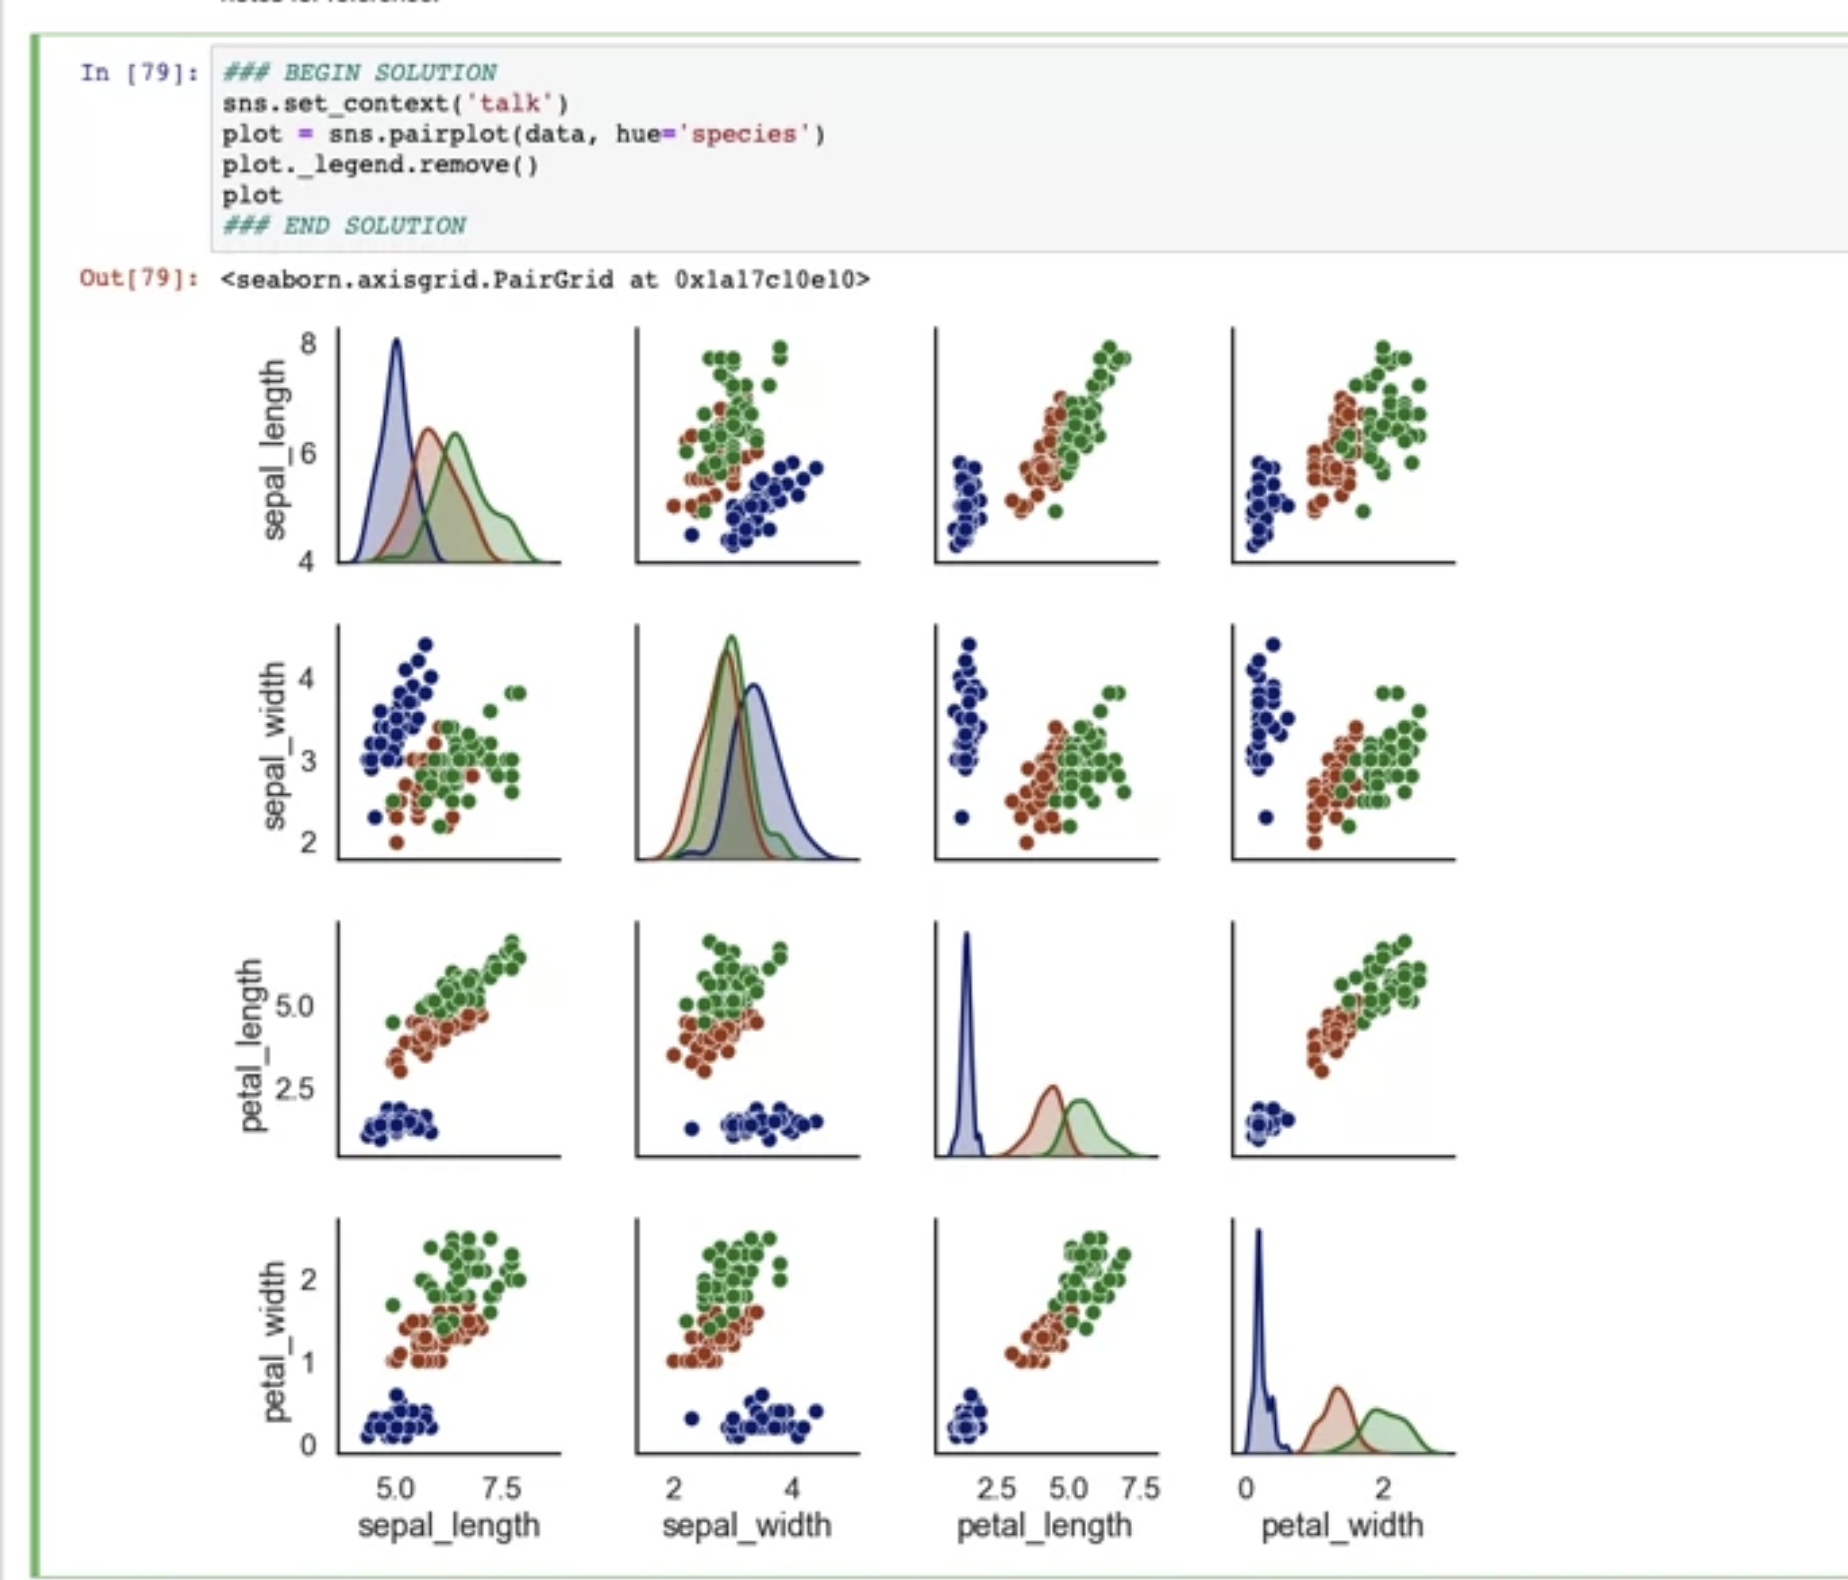 In [79]:
### BEGIN SOLUTION
sns.set_context('talk')
plot = sns.pairplot(data, hue='species')
plot._legend.remove()
plot
### END SOLUTION
Out[79]: <seaborn.axisgrid.PairGrid at 0x1a17c10e10>
sepal_length
8
6
4
sepal_width
4
3
2
petal_length
5.0
2.5
petal_width
2
1
0
5.0 7.5 2 4 2.5 5.0 7.5 0 2
sepal_length sepal_width petal_length petal_width